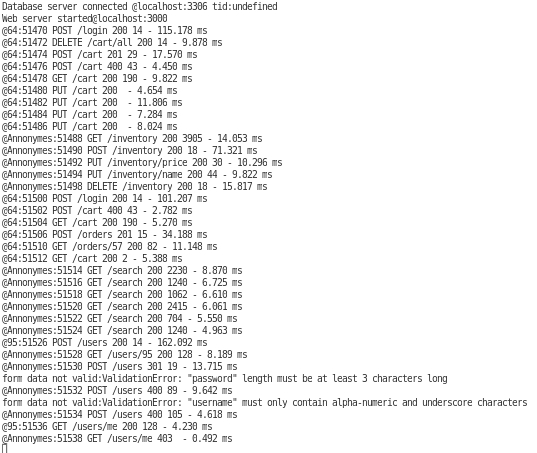 Database server connected @localhost:3306 tid:undefined
Web server started@localhost:3000
@64:51470 POST /login 200 14 - 115.178 ms
@64:51472 DELETE /cart/all 200 14 - 9.878 ms
@64:51474 POST /cart 201 29 - 17.570 ms
@64:51476 POST /cart 400 43 - 4.450 ms
@64:51478 GET /cart 200 190 - 9.822 ms
@64:51480 PUT /cart 200  - 4.654 ms
@64:51482 PUT /cart 200  - 11.806 ms
@64:51484 PUT /cart 200  - 7.284 ms
@64:51486 PUT /cart 200  - 8.024 ms
@Annonymes:51488 GET /inventory 200 3905 - 14.053 ms
@Annonymes:51490 POST /inventory 200 18 - 71.321 ms
@Annonymes:51492 PUT /inventory/price 200 30 - 10.296 ms
@Annonymes:51494 PUT /inventory/name 200 44 - 9.822 ms
@Annonymes:51498 DELETE /inventory 200 18 - 15.817 ms
@64:51500 POST /login 200 14 - 101.207 ms
@64:51502 POST /cart 400 43 - 2.782 ms
@64:51504 GET /cart 200 190 - 5.270 ms
@64:51506 POST /orders 201 15 - 34.188 ms
@64:51510 GET /orders/57 200 82 - 11.148 ms
@64:51512 GET /cart 200 2 - 5.388 ms
@Annonymes:51514 GET /search 200 2230 - 8.870 ms
@Annonymes:51516 GET /search 200 1240 - 6.725 ms
@Annonymes:51518 GET /search 200 1062 - 6.610 ms
@Annonymes:51520 GET /search 200 2415 - 6.061 ms
@Annonymes:51522 GET /search 200 704 - 5.550 ms
@Annonymes:51524 GET /search 200 1240 - 4.963 ms
@95:51526 POST /users 200 14 - 162.092 ms
@Annonymes:51528 GET /users/95 200 128 - 8.189 ms
@Annonymes:51530 POST /users 301 19 - 13.715 ms
form data not valid:ValidationError: "password" length must be at least 3 characters long
@Annonymes:51532 POST /users 400 89 - 9.642 ms
form data not valid:ValidationError: "username" must only contain alpha-numeric and underscore characters
@Annonymes:51534 POST /users 400 105 - 4.618 ms
@95:51536 GET /users/me 200 128 - 4.230 ms
@Annonymes:51538 GET /users/me 403  - 0.492 ms